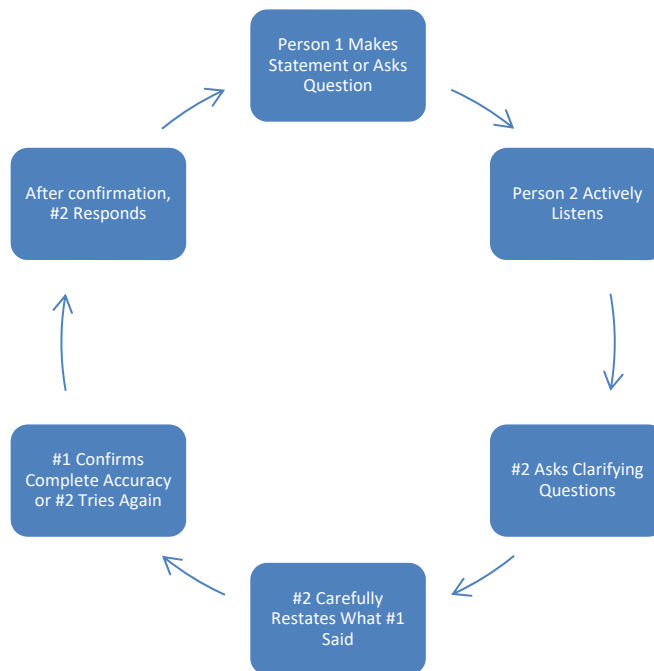 Person 1 Makes
Statement or Asks
Question
Person 2 Actively
Listens
#2 Asks Clarifying
Questions
#2 Carefully
Restates What #1
Said
#1 Confirms
Complete Accuracy
or #2 Tries Again
After confirmation,
#2 Responds